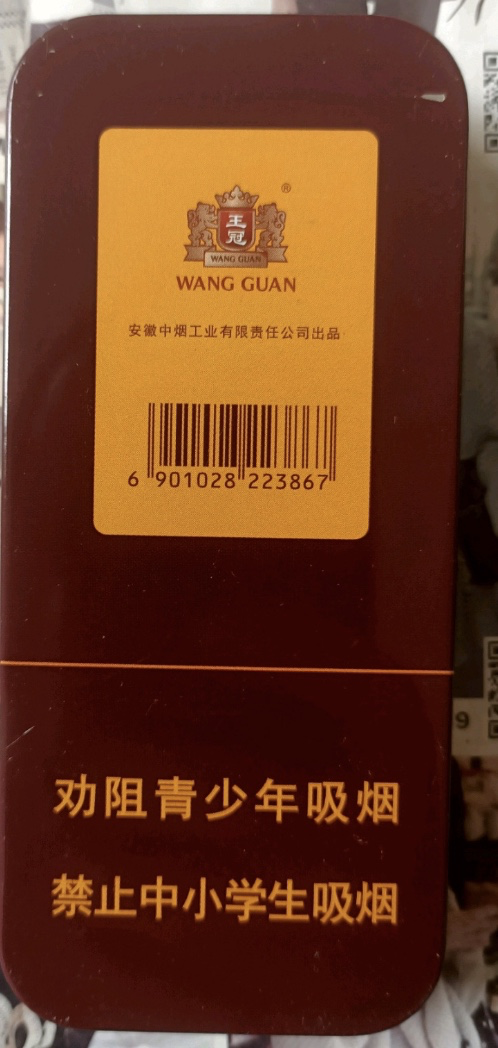 ®
王
冠
WANG GUAN
WANG GUAN
安徽中烟工业有限责任公司出品
6 901028 223867
劝阻青少年吸烟
禁止中小学生吸烟
9